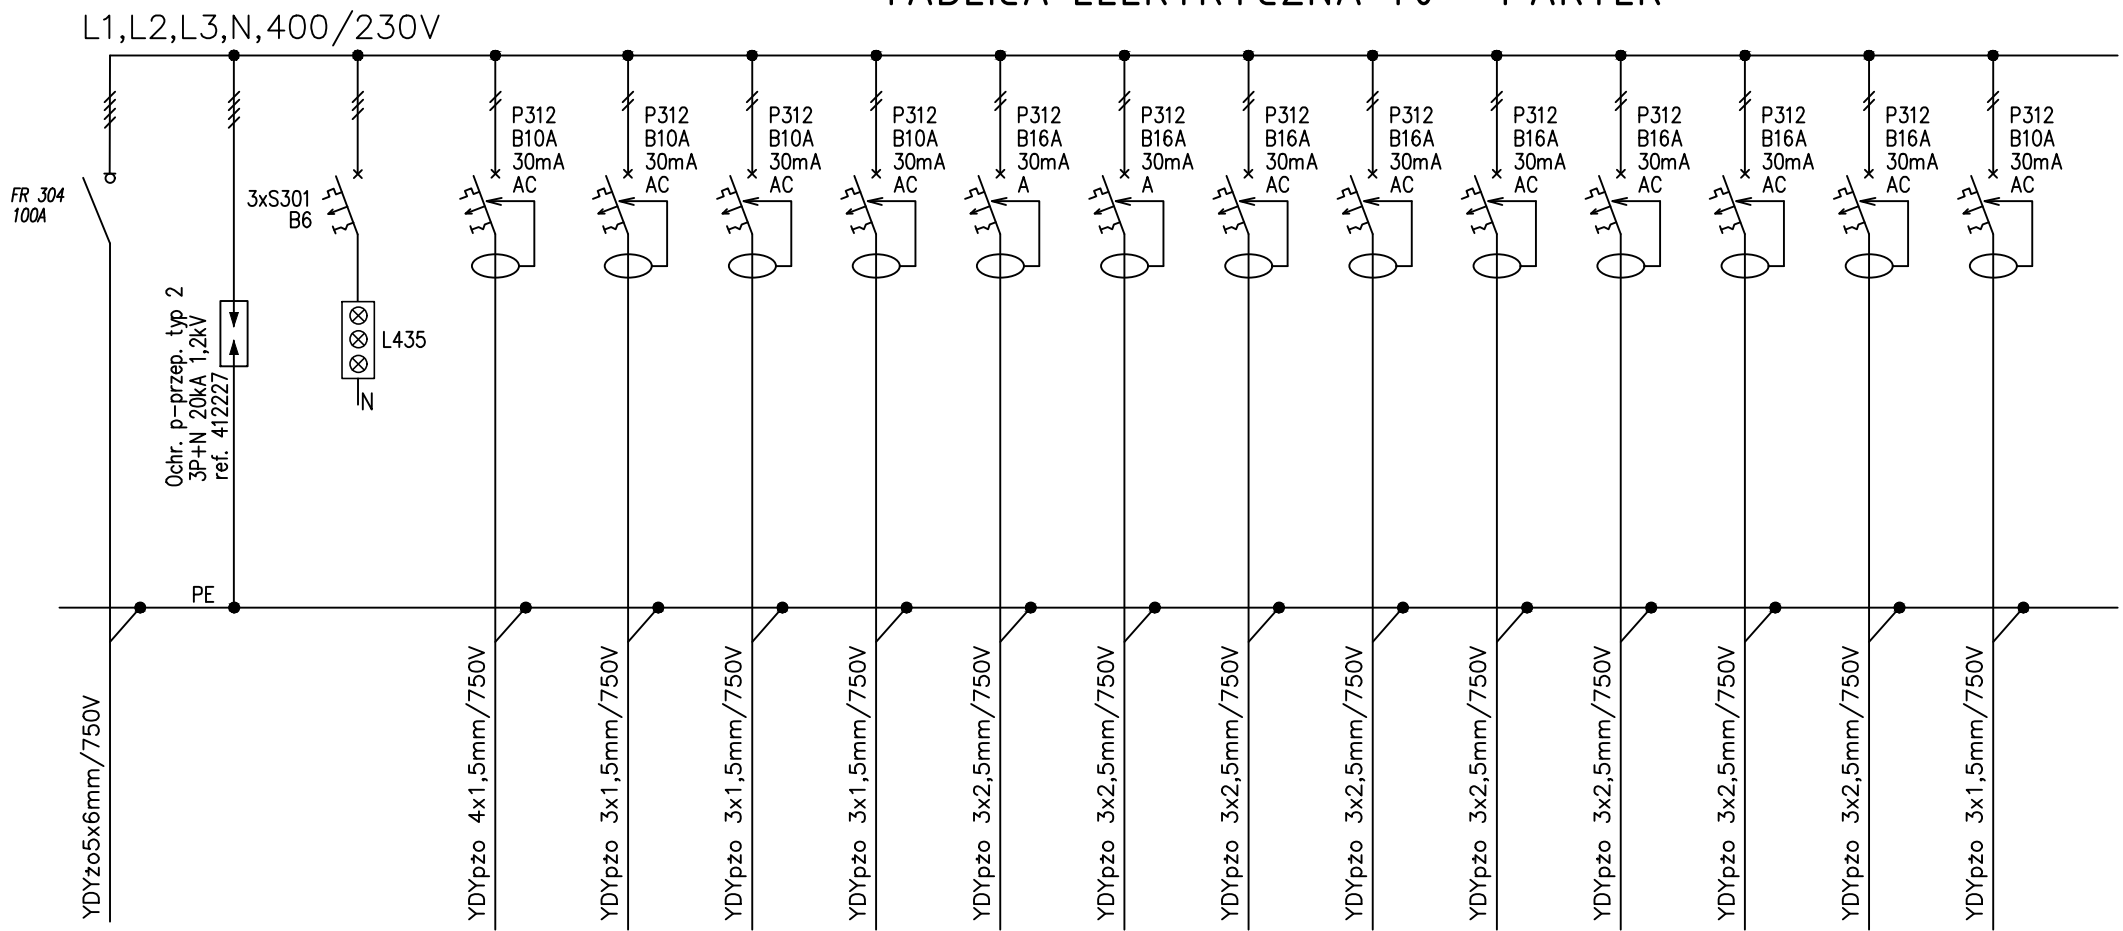 TABLICA ELEKTRYCZNA T0 - PARTER
L1,L2,L3,N,400/230V
FR 304
100A
Ochr. p-przep. typ 2
3P+N 20kA 1,2kV
ref. 412227
3xS301
B6
L435
N
P312
B10A
30mA
AC
P312
B10A
30mA
AC
P312
B10A
30mA
AC
P312
B10A
30mA
AC
P312
B16A
30mA
A
P312
B16A
30mA
A
P312
B16A
30mA
AC
P312
B16A
30mA
AC
P312
B16A
30mA
AC
P312
B16A
30mA
AC
P312
B16A
30mA
AC
P312
B16A
30mA
AC
P312
B10A
30mA
AC
PE
YDYżo5x6mm/750V
YDYpżo 4x1,5mm/750V
YDYpżo 3x1,5mm/750V
YDYpżo 3x1,5mm/750V
YDYpżo 3x1,5mm/750V
YDYpżo 3x2,5mm/750V
YDYpżo 3x2,5mm/750V
YDYpżo 3x2,5mm/750V
YDYpżo 3x2,5mm/750V
YDYpżo 3x2,5mm/750V
YDYpżo 3x2,5mm/750V
YDYpżo 3x2,5mm/750V
YDYpżo 3x2,5mm/750V
YDYpżo 3x1,5mm/750V